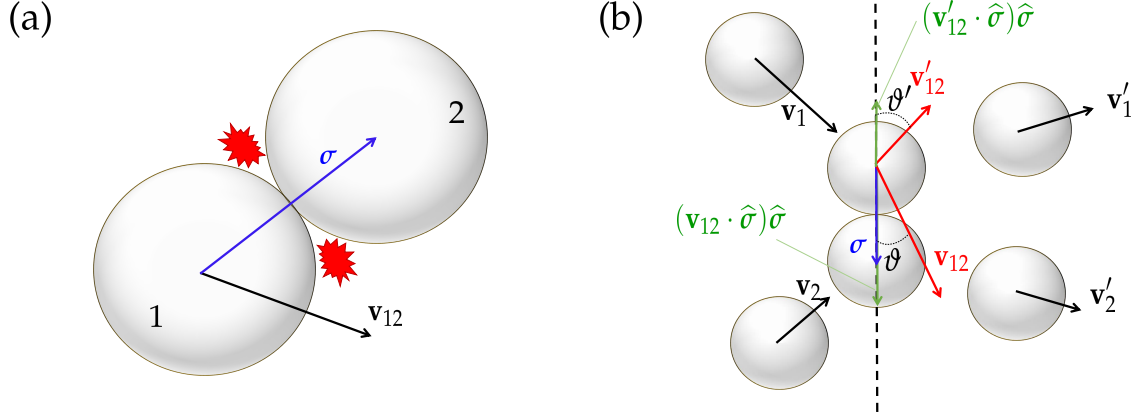 (a)
2
σ
1
v₁₂
(b)
(v′₁₂ · σ̂)σ̂
v′₁₂
ϑ′
v₁
v′₁
(v₁₂ · σ̂)σ̂
σ
ϑ
v₁₂
v₂
v′₂